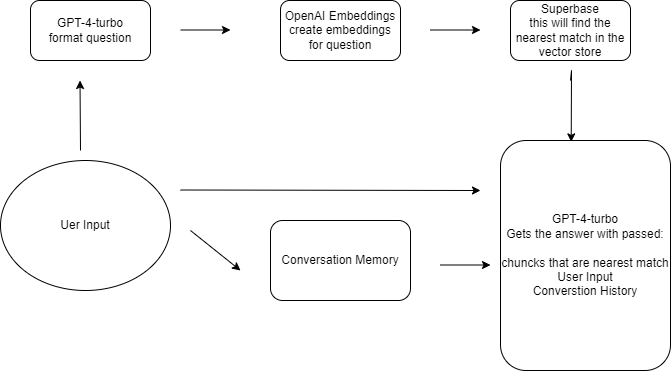 GPT-4-turbo
format question
OpenAI Embeddings
create embeddings
for question
Superbase
this will find the
nearest match in the
vector store
Uer Input
Conversation Memory
GPT-4-turbo
Gets the answer with passed:
chuncks that are nearest match
User Input
Converstion History